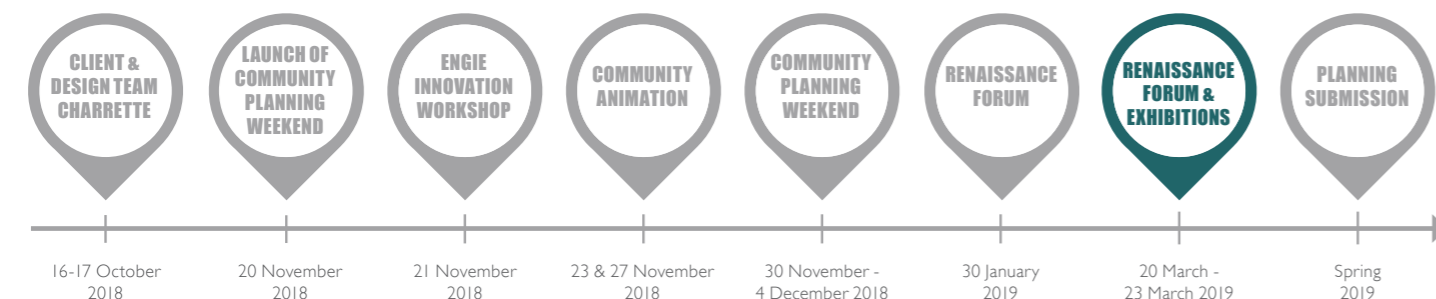 CLIENT &
DESIGN TEAM
CHARRETTE
LAUNCH OF
COMMUNITY
PLANNING
WEEKEND
ENGIE
INNOVATION
WORKSHOP
COMMUNITY
ANIMATION
COMMUNITY
PLANNING
WEEKEND
RENAISSANCE
FORUM
RENAISSANCE
FORUM &
EXHIBITIONS
PLANNING
SUBMISSION
16-17 October
2018
20 November
2018
21 November
2018
23 & 27 November
2018
30 November -
4 December 2018
30 January
2019
20 March -
23 March 2019
Spring
2019